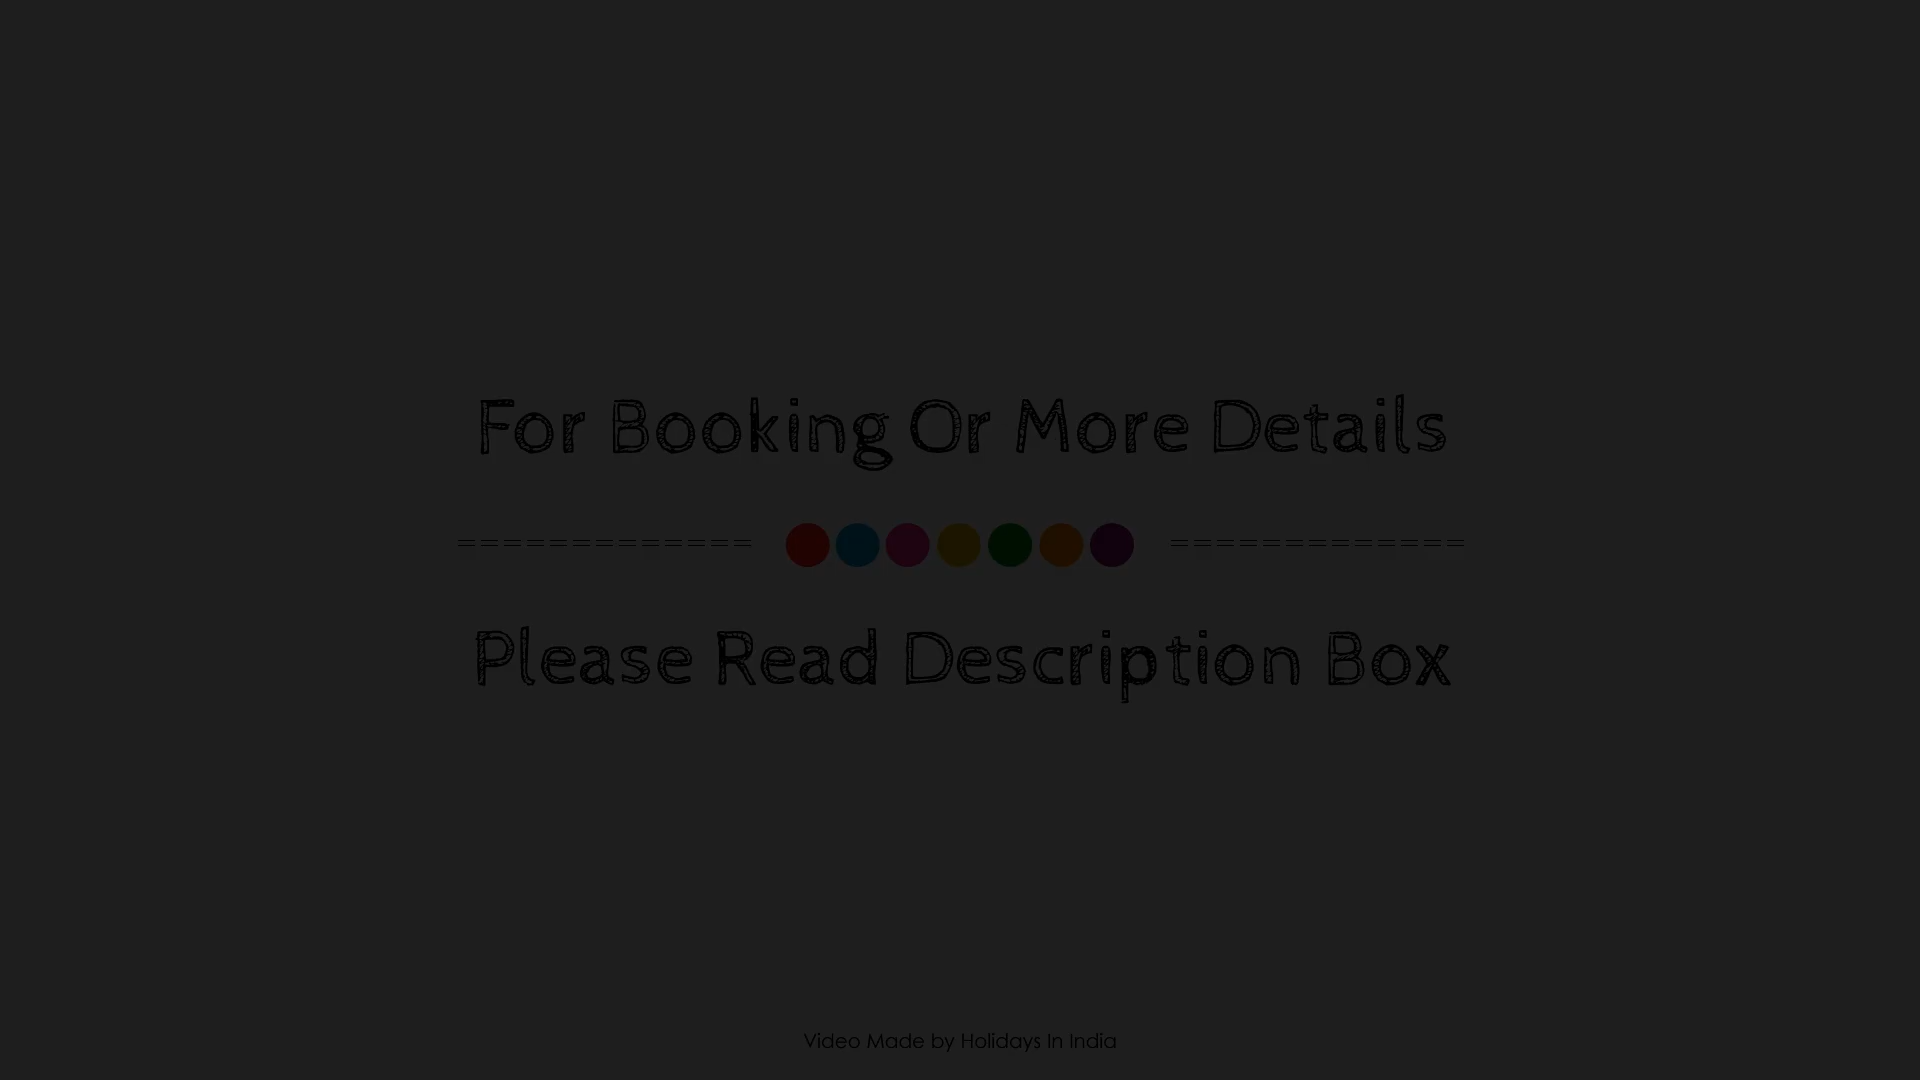 For Booking Or More Details
============= =============
Please Read Description Box
Video Made by Holidays In India